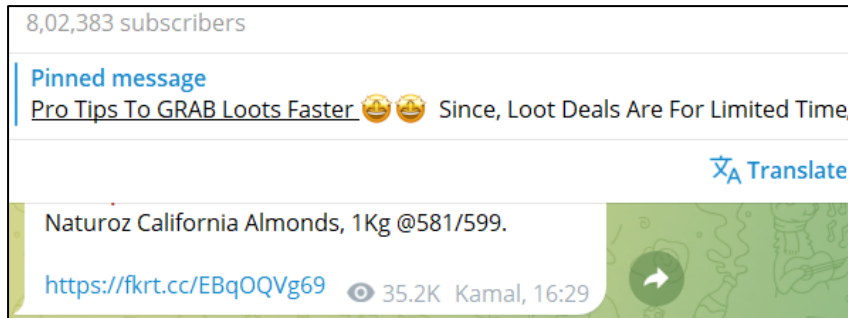 8,02,383 subscribers
Pinned message
Pro Tips To GRAB Loots Faster 🤩🤩 Since, Loot Deals Are For Limited Time,
Translate
Naturoz California Almonds, 1Kg @581/599.
https://fkrt.cc/EBqOQVg69 35.2K Kamal, 16:29